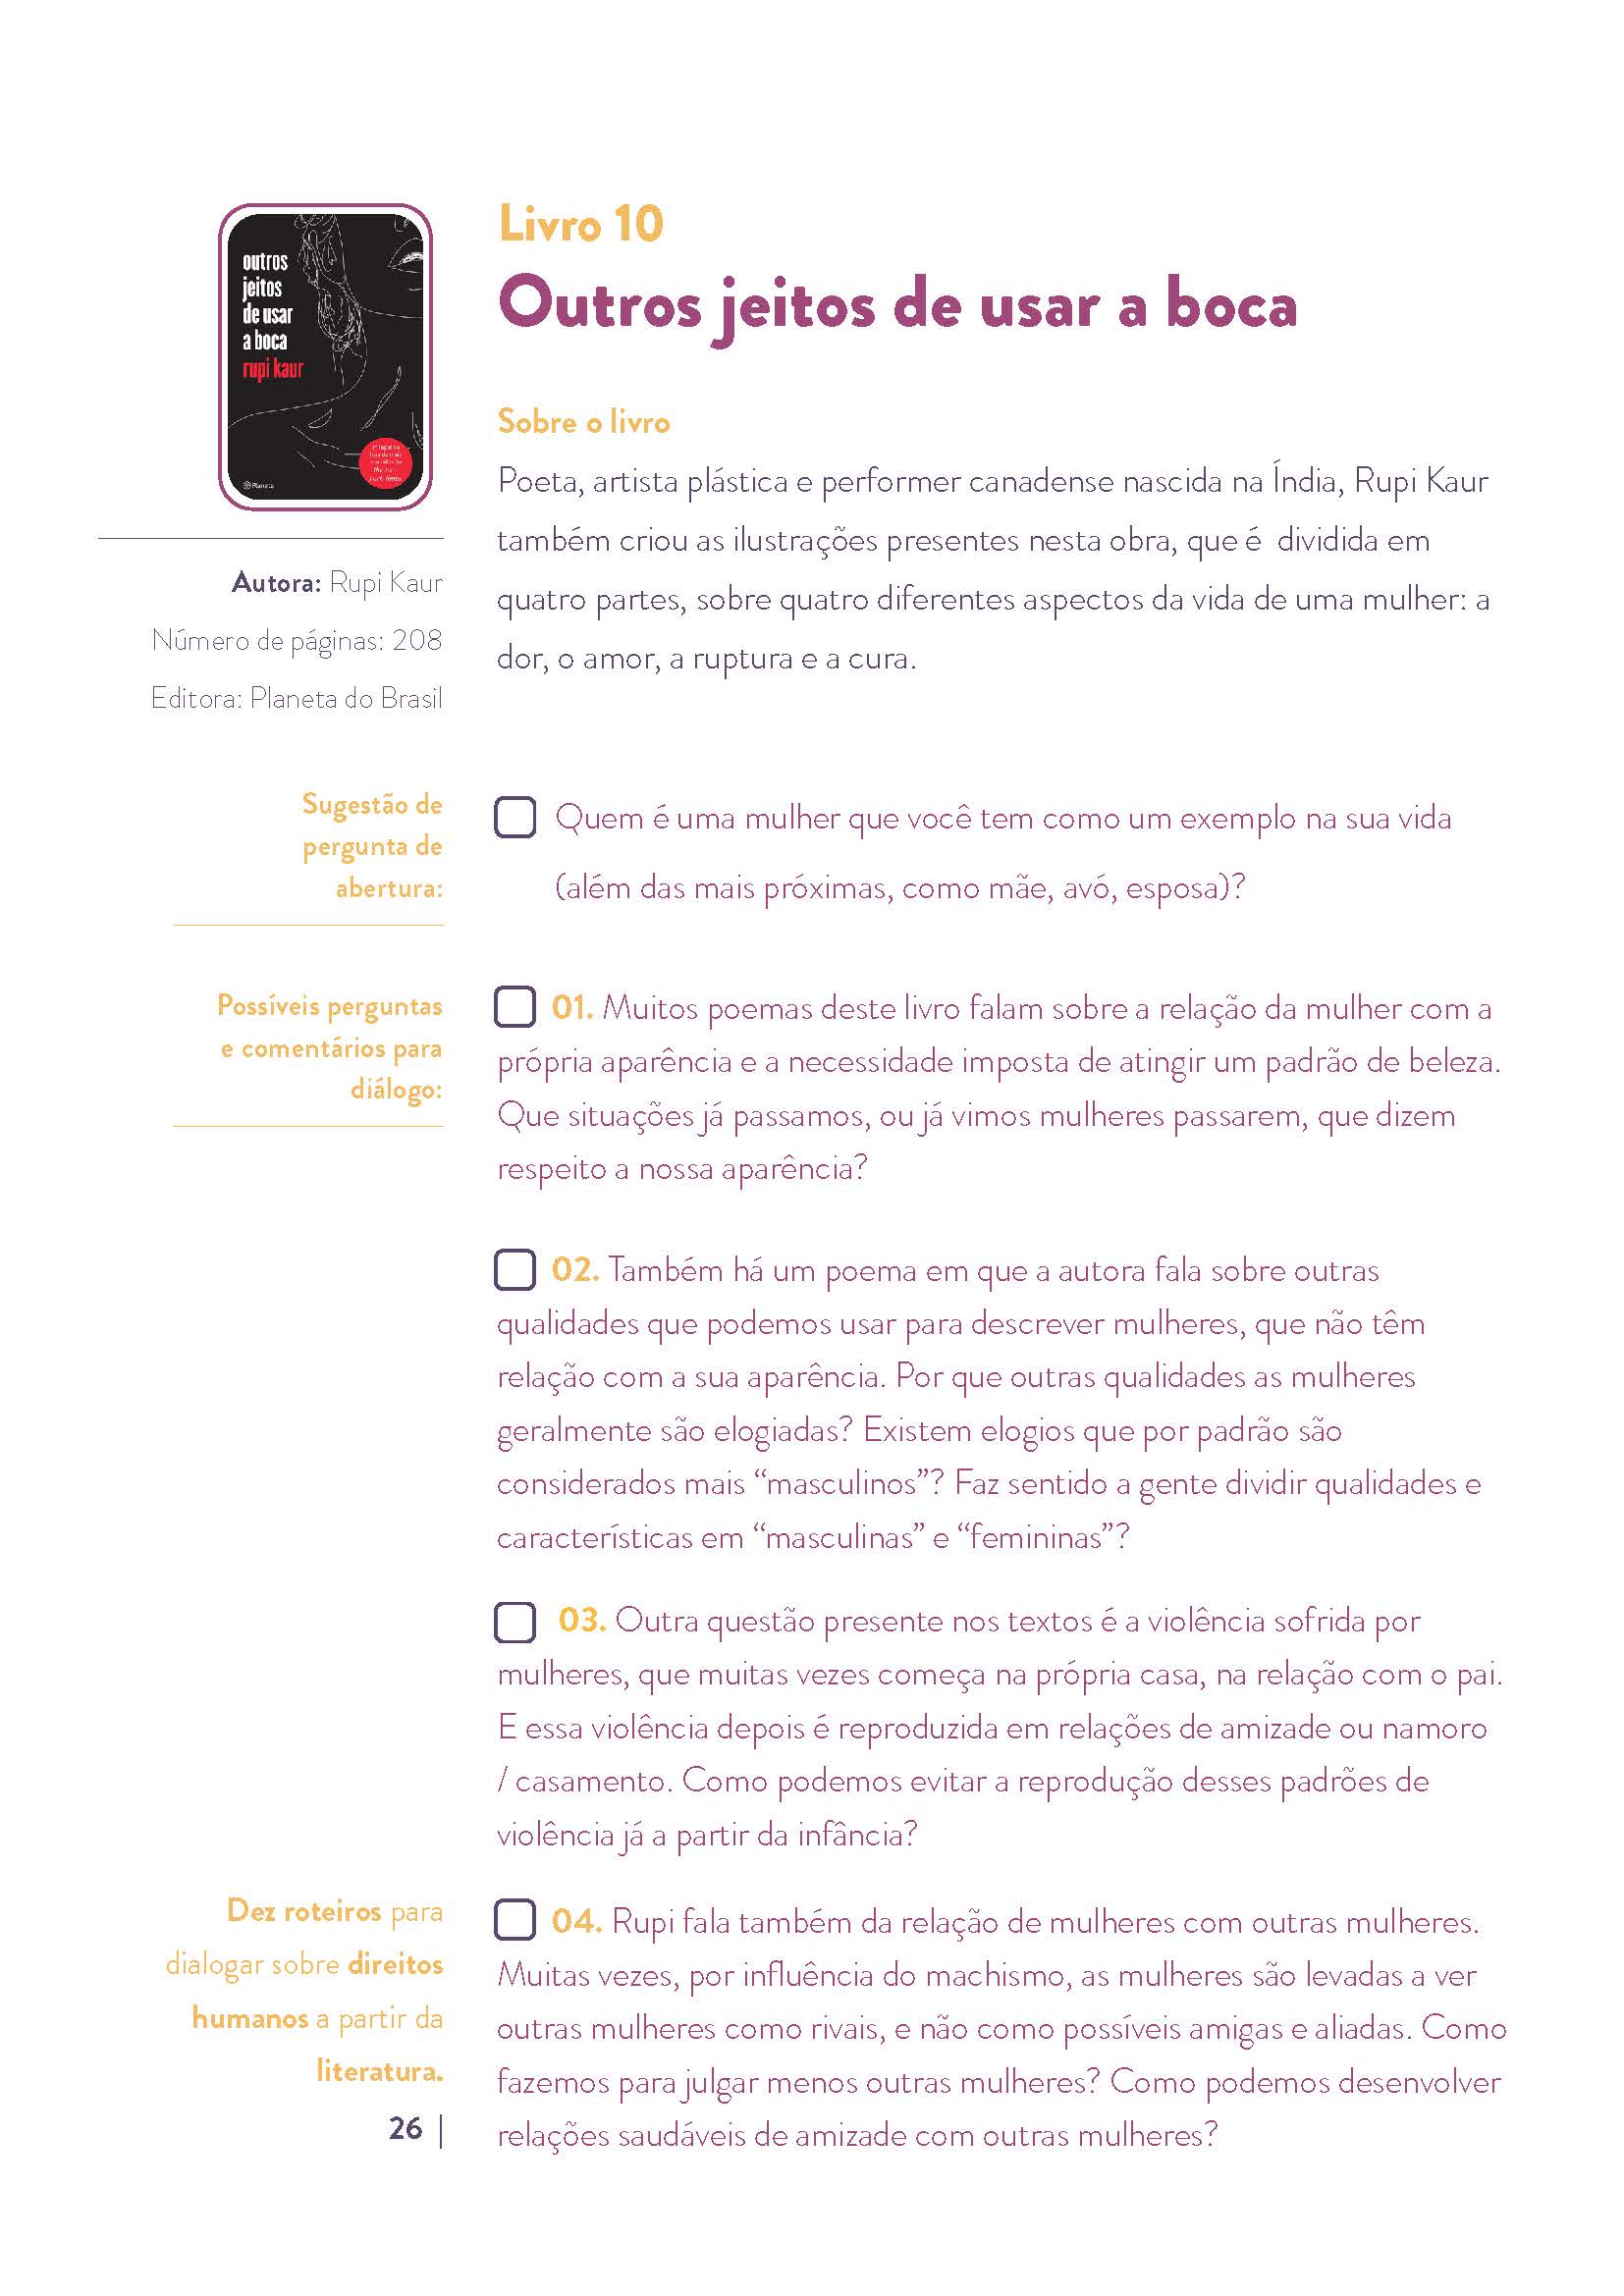 outros
jeitos
de usar
a boca
rupi kaur
Planeta
Autora: Rupi Kaur
Número de páginas: 208
Editora: Planeta do Brasil
Livro 10
Outros jeitos de usar a boca
Sobre o livro
Poeta, artista plástica e performer canadense nascida na Índia, Rupi Kaur
também criou as ilustrações presentes nesta obra, que é  dividida em
quatro partes, sobre quatro diferentes aspectos da vida de uma mulher: a
dor, o amor, a ruptura e a cura.
Sugestão de
pergunta de
abertura:
Quem é uma mulher que você tem como um exemplo na sua vida
(além das mais próximas, como mãe, avó, esposa)?
Possíveis perguntas
e comentários para
diálogo:
01. Muitos poemas deste livro falam sobre a relação da mulher com a
própria aparência e a necessidade imposta de atingir um padrão de beleza.
Que situações já passamos, ou já vimos mulheres passarem, que dizem
respeito a nossa aparência?
02. Também há um poema em que a autora fala sobre outras
qualidades que podemos usar para descrever mulheres, que não têm
relação com a sua aparência. Por que outras qualidades as mulheres
geralmente são elogiadas? Existem elogios que por padrão são
considerados mais “masculinos”? Faz sentido a gente dividir qualidades e
características em “masculinas” e “femininas”?
03. Outra questão presente nos textos é a violência sofrida por
mulheres, que muitas vezes começa na própria casa, na relação com o pai.
E essa violência depois é reproduzida em relações de amizade ou namoro
/ casamento. Como podemos evitar a reprodução desses padrões de
violência já a partir da infância?
04. Rupi fala também da relação de mulheres com outras mulheres.
Muitas vezes, por influência do machismo, as mulheres são levadas a ver
outras mulheres como rivais, e não como possíveis amigas e aliadas. Como
fazemos para julgar menos outras mulheres? Como podemos desenvolver
relações saudáveis de amizade com outras mulheres?
Dez roteiros para
dialogar sobre direitos
humanos a partir da
literatura.
26 |